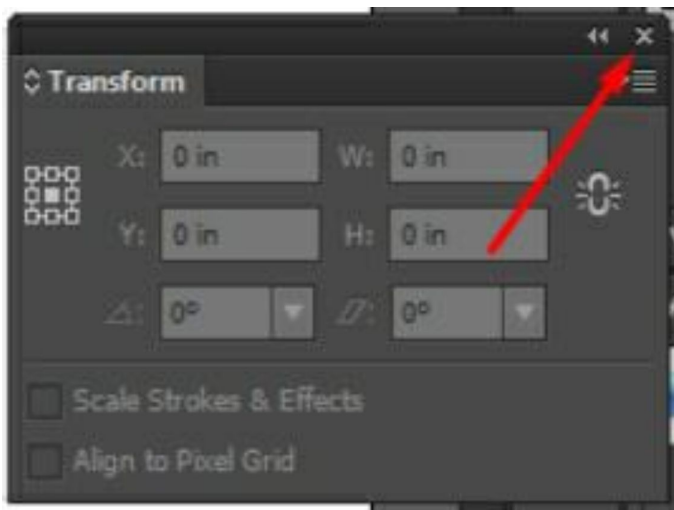 Transform
X: 0 in W: 0 in
Y: 0 in H: 0 in
0° 0°
Scale Strokes & Effects
Align to Pixel Grid